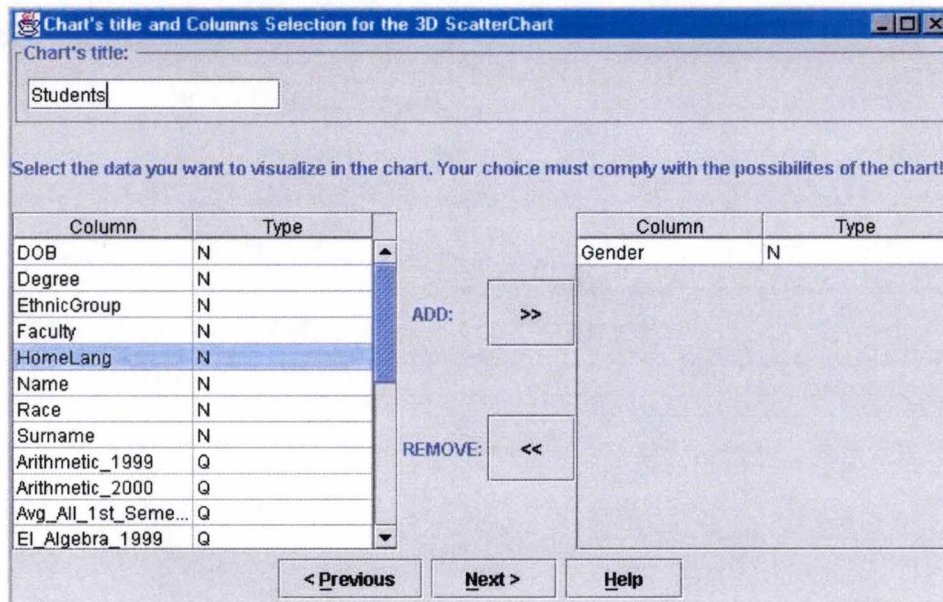 Chart's title and Columns Selection for the 3D ScatterChart
Chart's title:
Students
Select the data you want to visualize in the chart. Your choice must comply with the possibilites of the chart!
Column Type
DOB N
Degree N
EthnicGroup N
Faculty N
HomeLang N
Name N
Race N
Surname N
Arithmetic_1999 Q
Arithmetic_2000 Q
Avg_All_1st_Seme... Q
El_Algebra_1999 Q
ADD: >>
REMOVE: <<
Column Type
Gender N
< Previous Next > Help